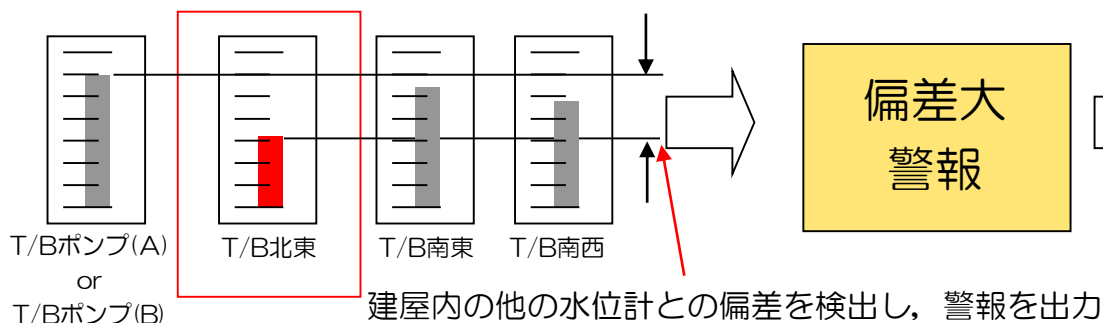 偏差大
警報
T/Bポンプ(A)
or
T/Bポンプ(B)
T/B北東
T/B南東
T/B南西
建屋内の他の水位計との偏差を検出し，警報を出力